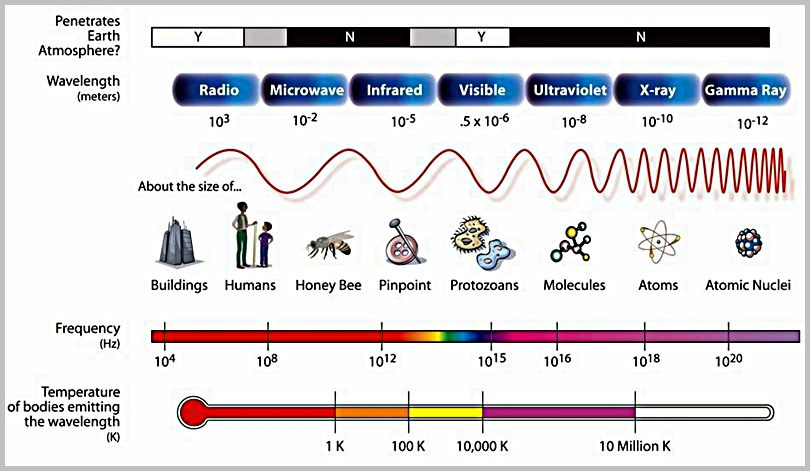 Penetrates
Earth
Atmosphere?
Y N Y N
Wavelength
(meters)
Radio Microwave Infrared Visible Ultraviolet X-ray Gamma Ray
10³ 10⁻² 10⁻⁵ .5 x 10⁻⁶ 10⁻⁸ 10⁻¹⁰ 10⁻¹²
About the size of...
Buildings Humans Honey Bee Pinpoint Protozoans Molecules Atoms Atomic Nuclei
Frequency
(Hz)
10⁴ 10⁸ 10¹² 10¹⁵ 10¹⁶ 10¹⁸ 10²⁰
Temperature
of bodies emitting
the wavelength
(K)
1 K 100 K 10,000 K 10 Million K